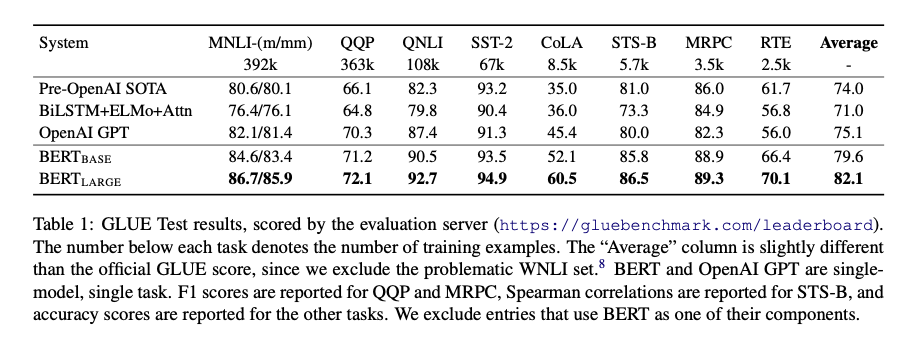 System MNLI-(m/mm) QQP QNLI SST-2 CoLA STS-B MRPC RTE Average
392k 363k 108k 67k 8.5k 5.7k 3.5k 2.5k -
Pre-OpenAI SOTA 80.6/80.1 66.1 82.3 93.2 35.0 81.0 86.0 61.7 74.0
BiLSTM+ELMo+Attn 76.4/76.1 64.8 79.8 90.4 36.0 73.3 84.9 56.8 71.0
OpenAI GPT 82.1/81.4 70.3 87.4 91.3 45.4 80.0 82.3 56.0 75.1
BERTBASE 84.6/83.4 71.2 90.5 93.5 52.1 85.8 88.9 66.4 79.6
BERTLARGE 86.7/85.9 72.1 92.7 94.9 60.5 86.5 89.3 70.1 82.1
Table 1: GLUE Test results, scored by the evaluation server (https://gluebenchmark.com/leaderboard).
The number below each task denotes the number of training examples. The “Average” column is slightly different
than the official GLUE score, since we exclude the problematic WNLI set.8 BERT and OpenAI GPT are single-
model, single task. F1 scores are reported for QQP and MRPC, Spearman correlations are reported for STS-B, and
accuracy scores are reported for the other tasks. We exclude entries that use BERT as one of their components.